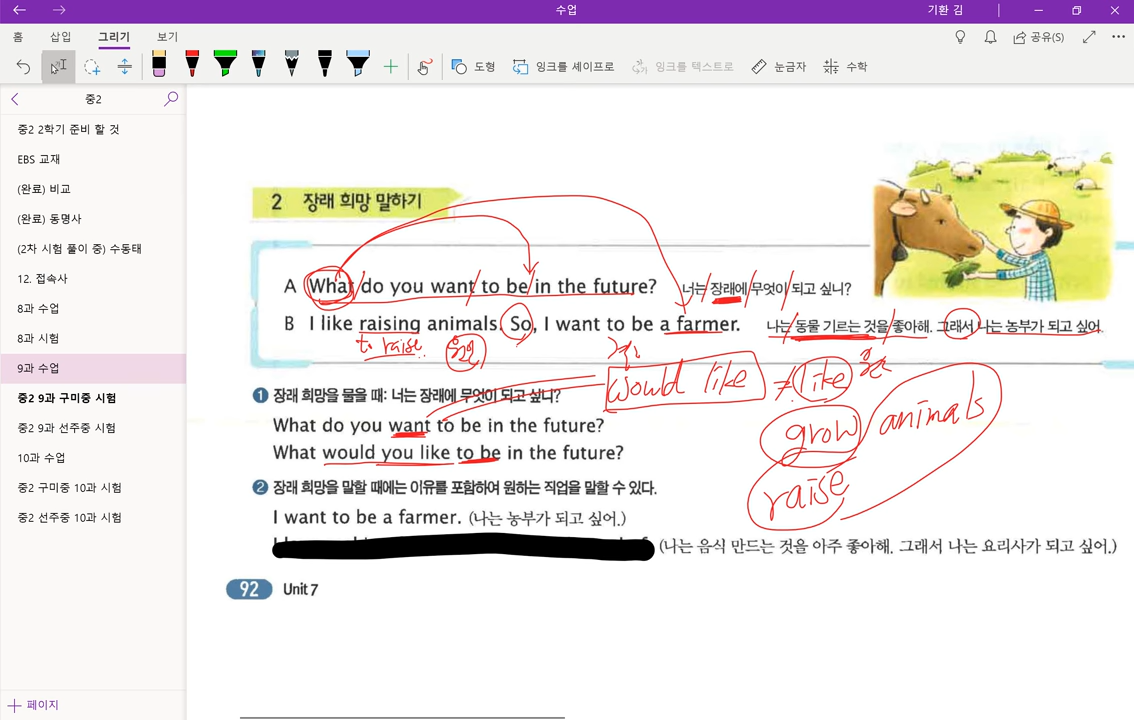 수업
기환 김
홈 삽입 그리기 보기
공유(S)
도형 잉크를 셰이프로 잉크를 텍스트로 눈금자 수학
중2
중2 2학기 준비 할 것
EBS 교재
(완료) 비교
(완료) 동명사
(2차 시험 풀이 중) 수동태
12. 접속사
8과 수업
8과 시험
9과 수업
중2 9과 구미중 시험
중2 9과 선주중 시험
10과 수업
중2 구미중 10과 시험
중2 선주중 10과 시험
페이지
2 장래 희망 말하기
A What do you want to be in the future? 너는 장래에 무엇이 되고 싶니?
B I like raising animals. So, I want to be a farmer. 나는 동물 기르는 것을 좋아해. 그래서 나는 농부가 되고 싶어.
to raise
would like ≠ like
grow animals
raise
1 장래 희망을 물을 때: 너는 장래에 무엇이 되고 싶니?
What do you want to be in the future?
What would you like to be in the future?
2 장래 희망을 말할 때에는 이유를 포함하여 원하는 직업을 말할 수 있다.
I want to be a farmer. (나는 농부가 되고 싶어.)
(나는 음식 만드는 것을 아주 좋아해. 그래서 나는 요리사가 되고 싶어.)
92 Unit 7